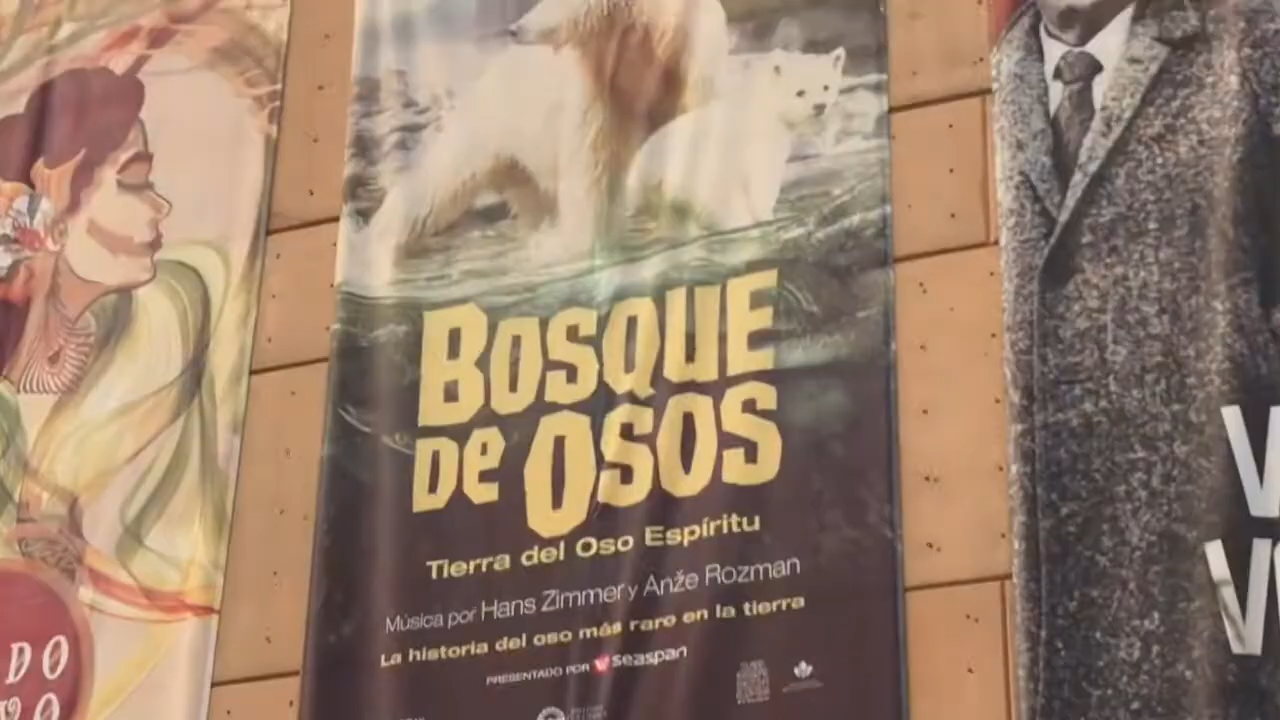 BOSQUE
DE OSOS
Tierra del Oso Espíritu
Música por Hans Zimmer y Anže Rozman
La historia del oso más raro en la tierra
PRESENTADO POR seaspan
DO